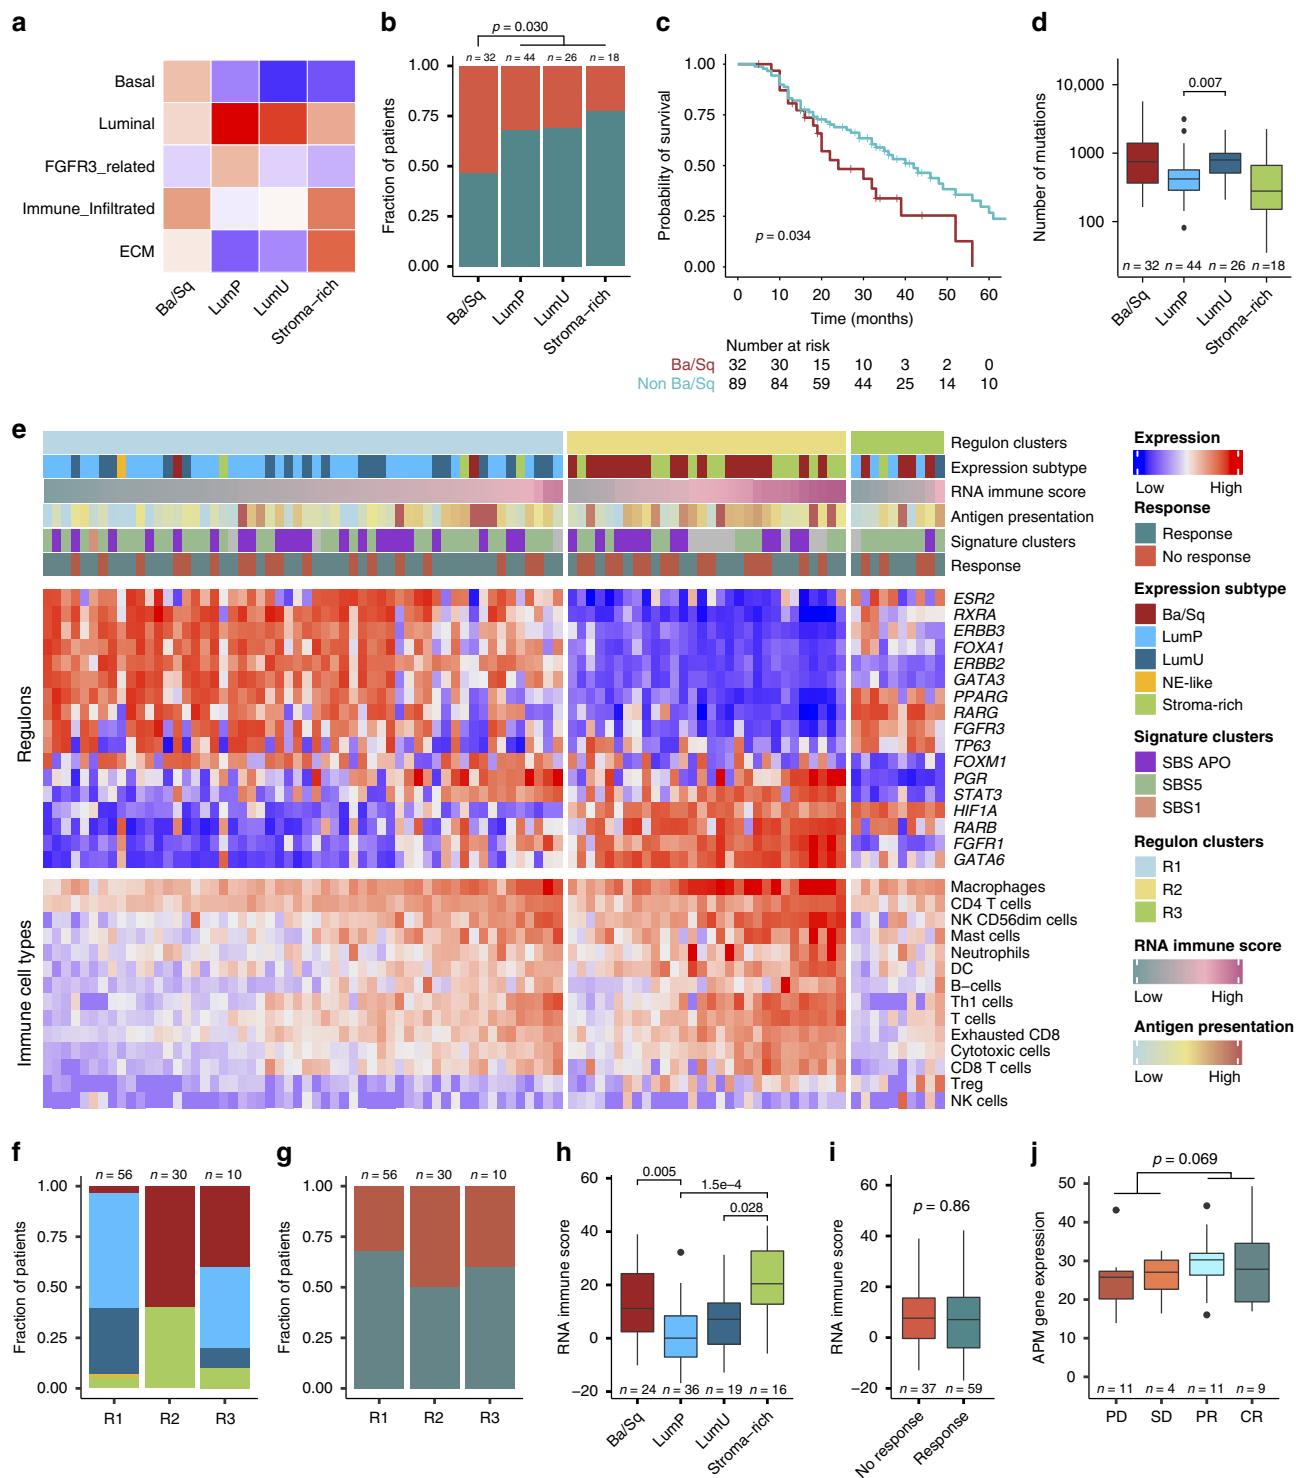 a
Basal
Luminal
FGFR3_related
Immune_Infiltrated
ECM
Ba/Sq
LumP
LumU
Stroma–rich
b
p = 0.030
n = 32
n = 44
n = 26
n = 18
Fraction of patients
1.00
0.75
0.50
0.25
0.00
Ba/Sq
LumP
LumU
Stroma–rich
c
Probability of survival
1.00
0.75
0.50
0.25
0.00
p = 0.034
0 10 20 30 40 50 60
Time (months)
Number at risk
Ba/Sq 32 30 15 10 3 2 0
Non Ba/Sq 89 84 59 44 25 14 10
d
Number of mutations
10,000
1000
100
0.007
n = 32
n = 44
n = 26
n =18
Ba/Sq
LumP
LumU
Stroma–rich
e
Regulon clusters
Expression subtype
RNA immune score
Antigen presentation
Signature clusters
Response
Regulons
ESR2
RXRA
ERBB3
FOXA1
ERBB2
GATA3
PPARG
RARG
FGFR3
TP63
FOXM1
PGR
STAT3
HIF1A
RARB
FGFR1
GATA6
Immune cell types
Macrophages
CD4 T cells
NK CD56dim cells
Mast cells
Neutrophils
DC
B–cells
Th1 cells
T cells
Exhausted CD8
Cytotoxic cells
CD8 T cells
Treg
NK cells
Expression
Low High
Response
Response
No response
Expression subtype
Ba/Sq
LumP
LumU
NE-like
Stroma-rich
Signature clusters
SBS APO
SBS5
SBS1
Regulon clusters
R1
R2
R3
RNA immune score
Low High
Antigen presentation
Low High
f
n = 56
n = 30
n = 10
Fraction of patients
1.00
0.75
0.50
0.25
0.00
R1 R2 R3
g
n = 56
n = 30
n = 10
Fraction of patients
1.00
0.75
0.50
0.25
0.00
R1 R2 R3
h
RNA immune score
60
40
20
0
–20
0.005
1.5e–4
0.028
n = 24
n = 36
n = 19
n = 16
Ba/Sq
LumP
LumU
Stroma–rich
i
RNA immune score
60
40
20
0
–20
p = 0.86
n = 37
n = 59
No response
Response
j
p = 0.069
APM gene expression
50
40
30
20
10
0
n = 11
n = 4
n = 11
n = 9
PD SD PR CR